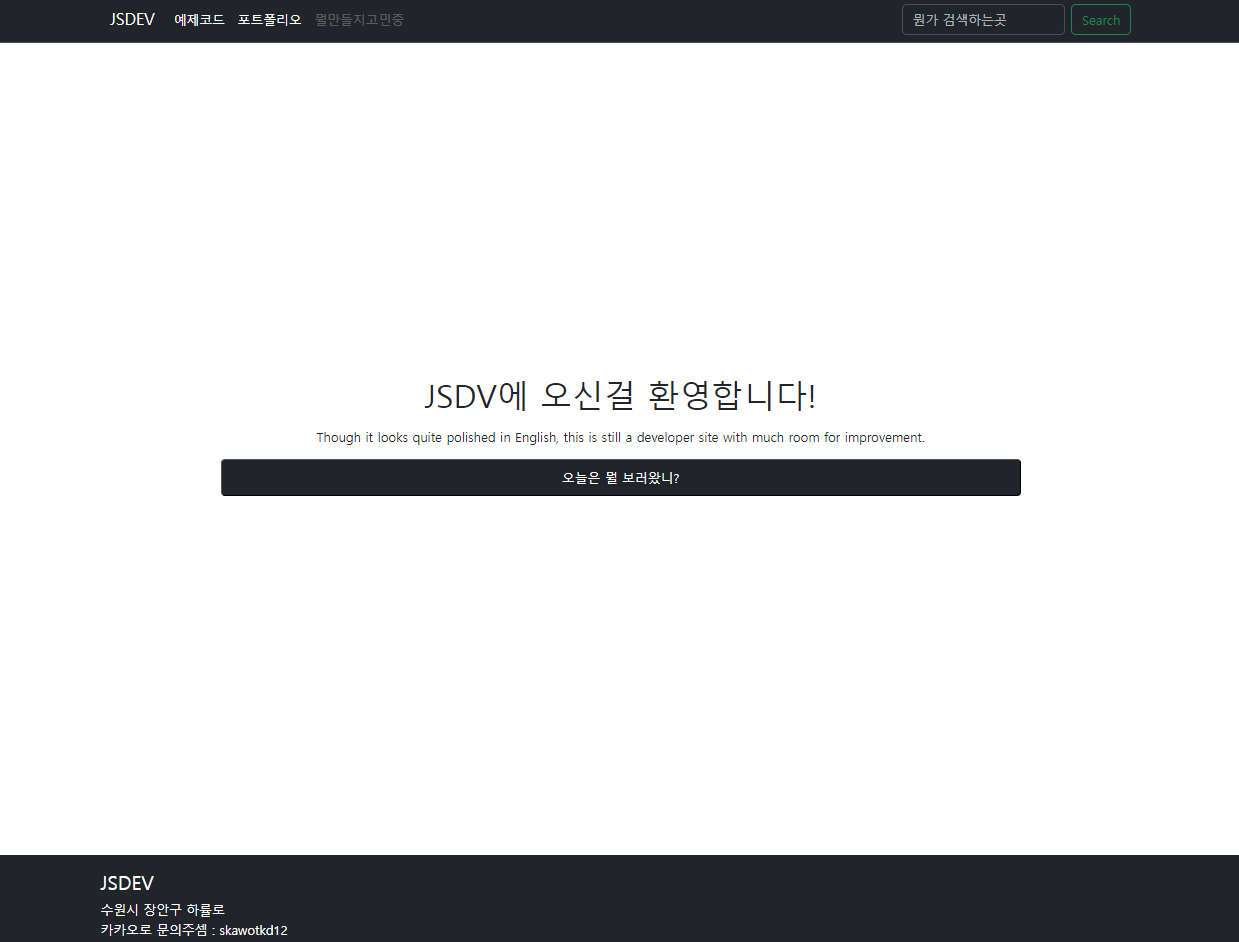 JSDEV 예제코드 포트폴리오 뭘만들지고민중 뭔가 검색하는곳 Search
JSDV에 오신걸 환영합니다!
Though it looks quite polished in English, this is still a developer site with much room for improvement.
오늘은 뭘 보러왔니?
JSDEV
수원시 장안구 하률로
카카오로 문의주셈 : skawotkd12